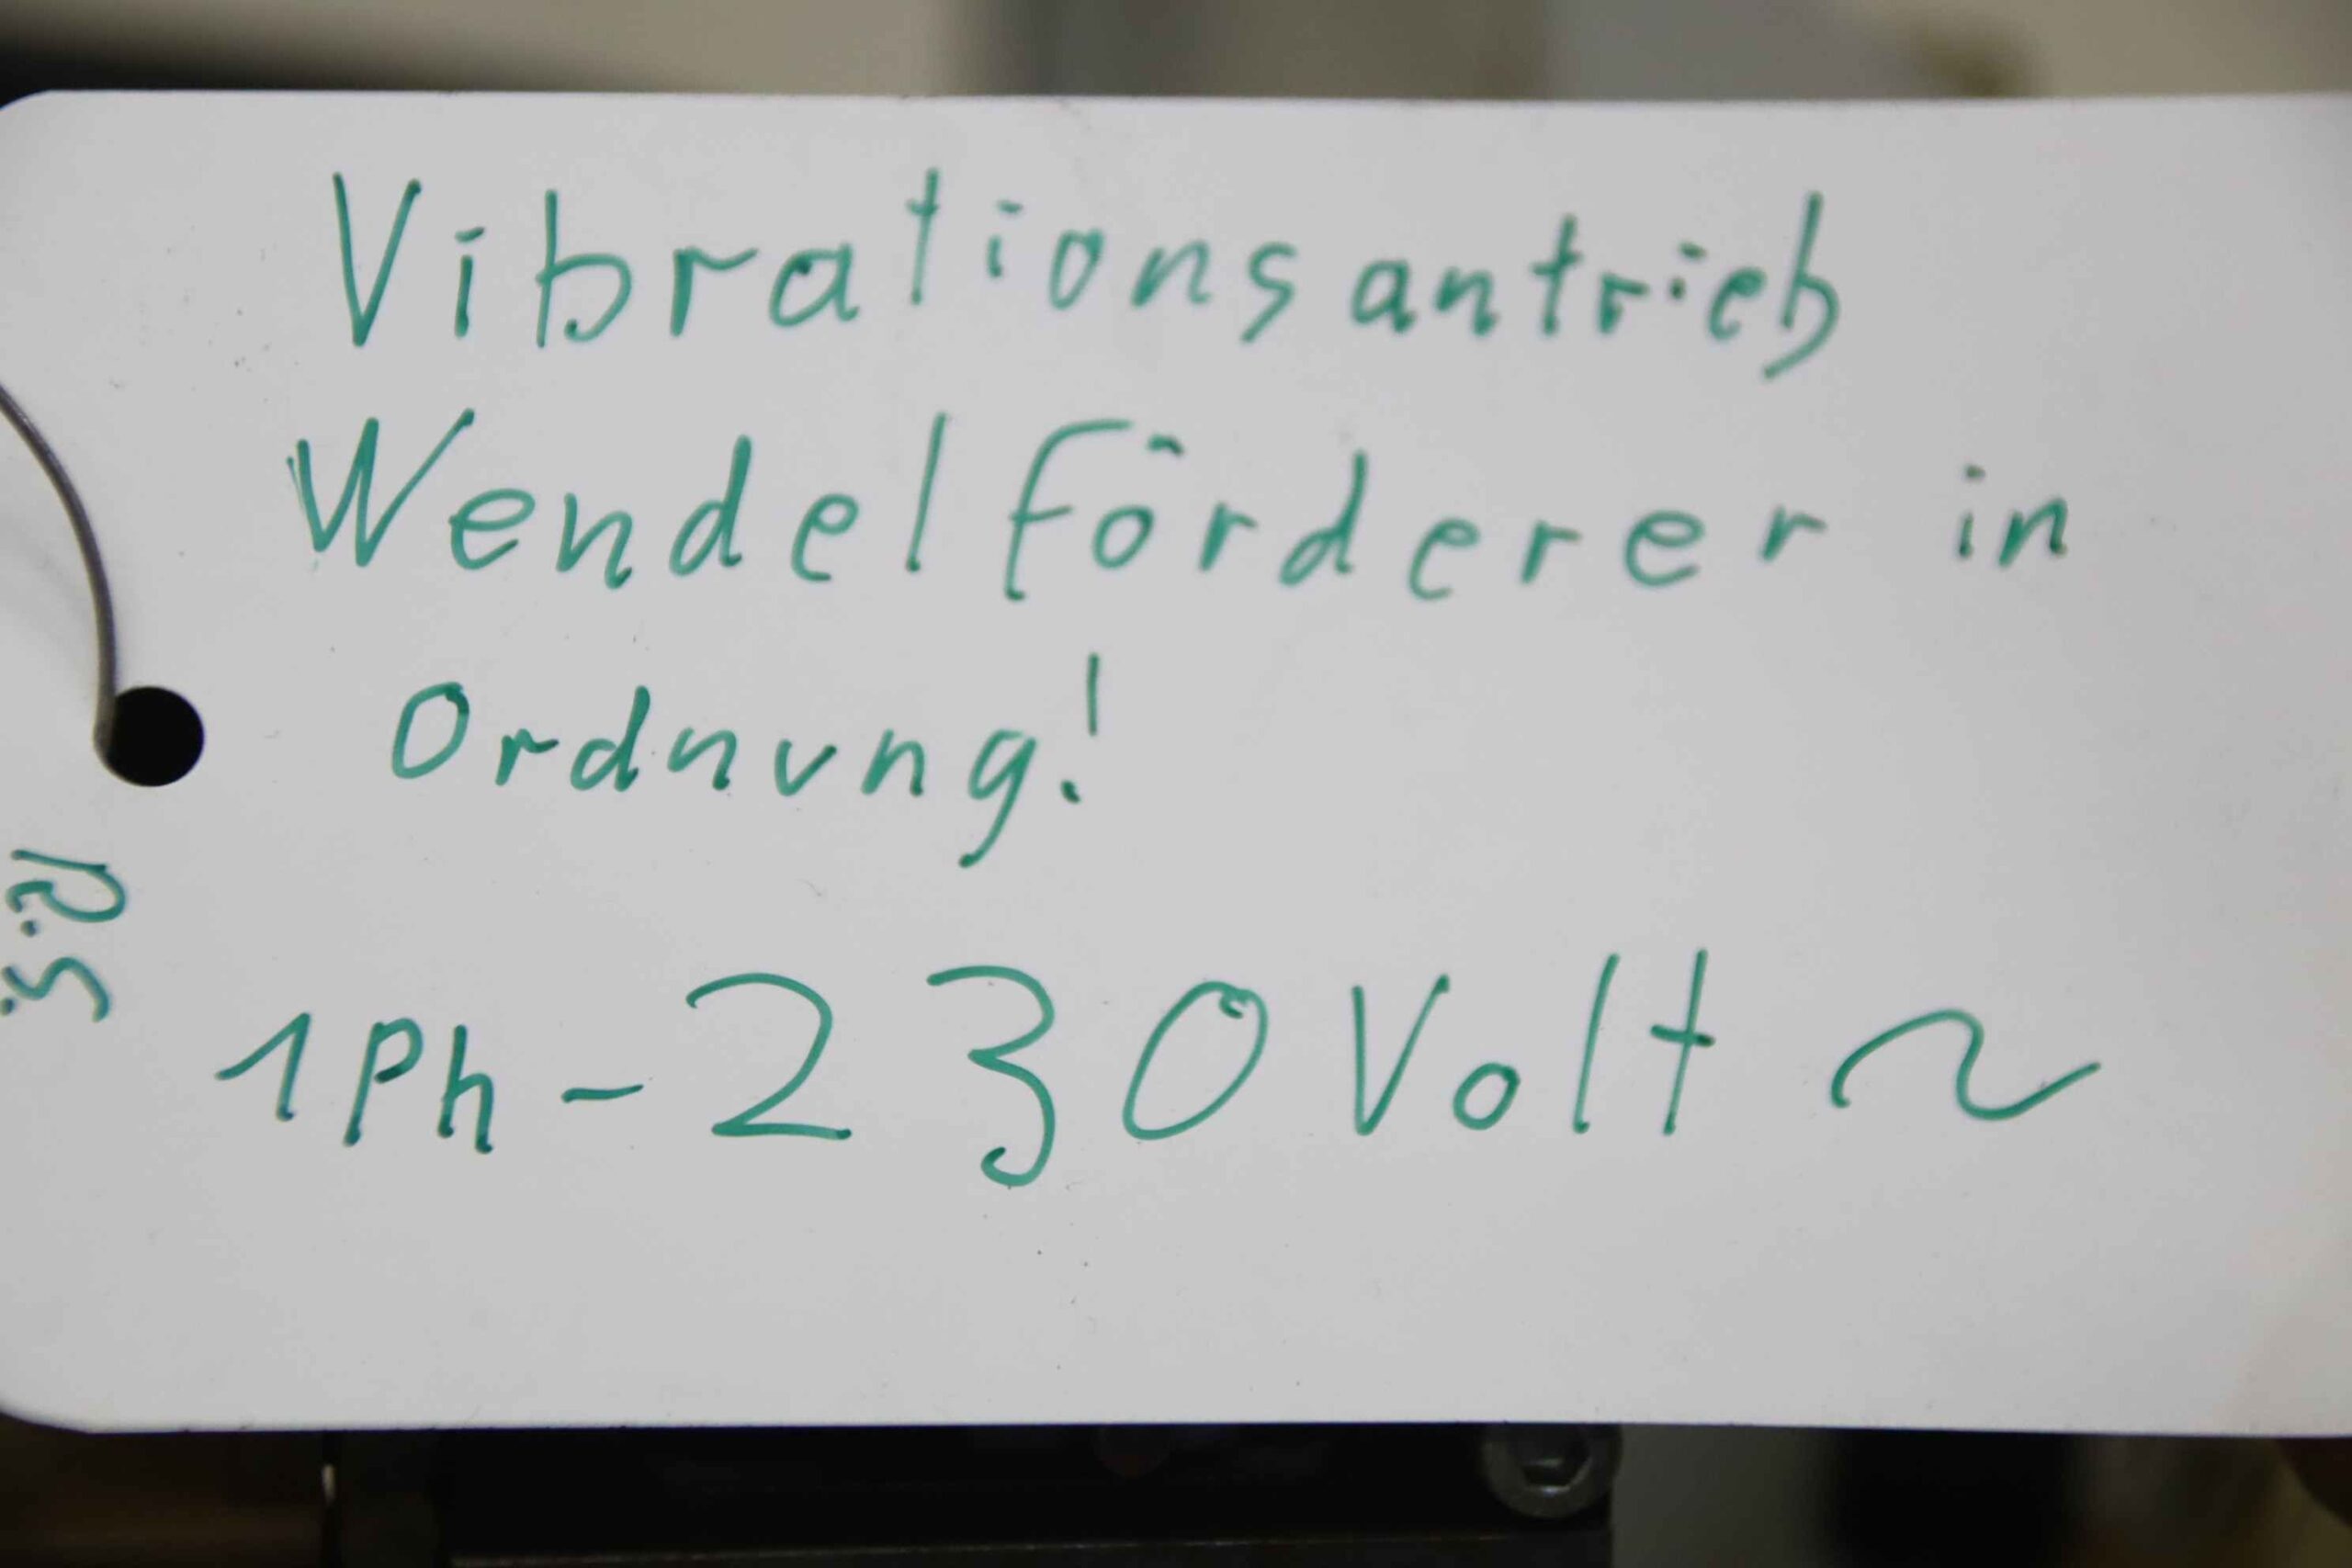 Vibrationsantrieb
Wendelförderer in
Ordnung!
1Ph-230Volt ~